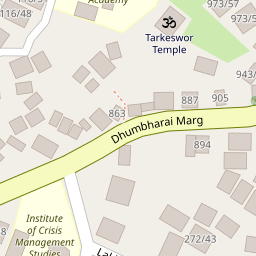 973/57
973/5
116/48
Academy
ॐ
Tarkeswor
Temple
943/
887
905
863
Dhumbharai Marg
894
Institute
of Crisis
Management
Studies
272/43